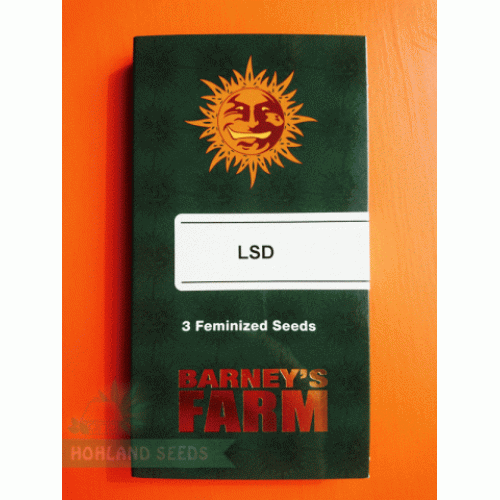 LSD
3 Feminized Seeds
BARNEY'S
FARM
HOHLAND SEEDS